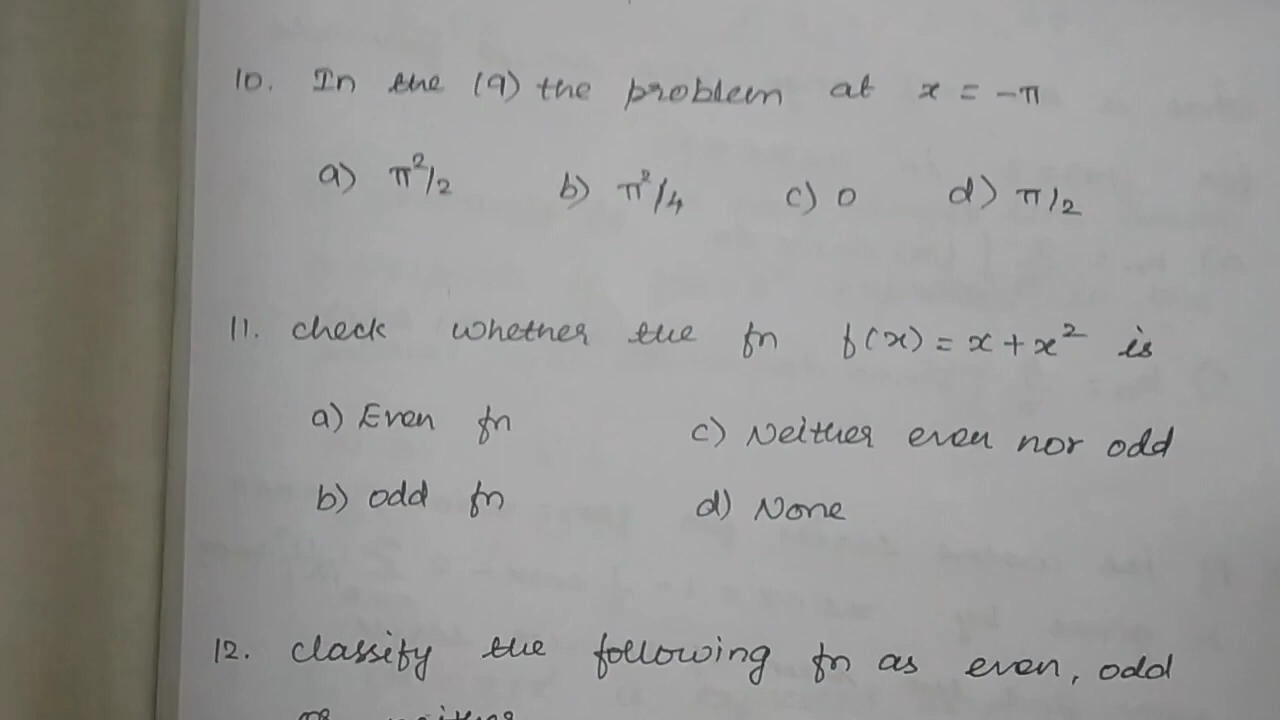 10. In the (9) the problem at x = -π
a) π²/2 b) π²/4 c) 0 d) π/2
11. check whether the fn f(x) = x + x² is
a) Even fn c) Neither even nor odd
b) odd fn d) None
12. classify the following fn as even, odd